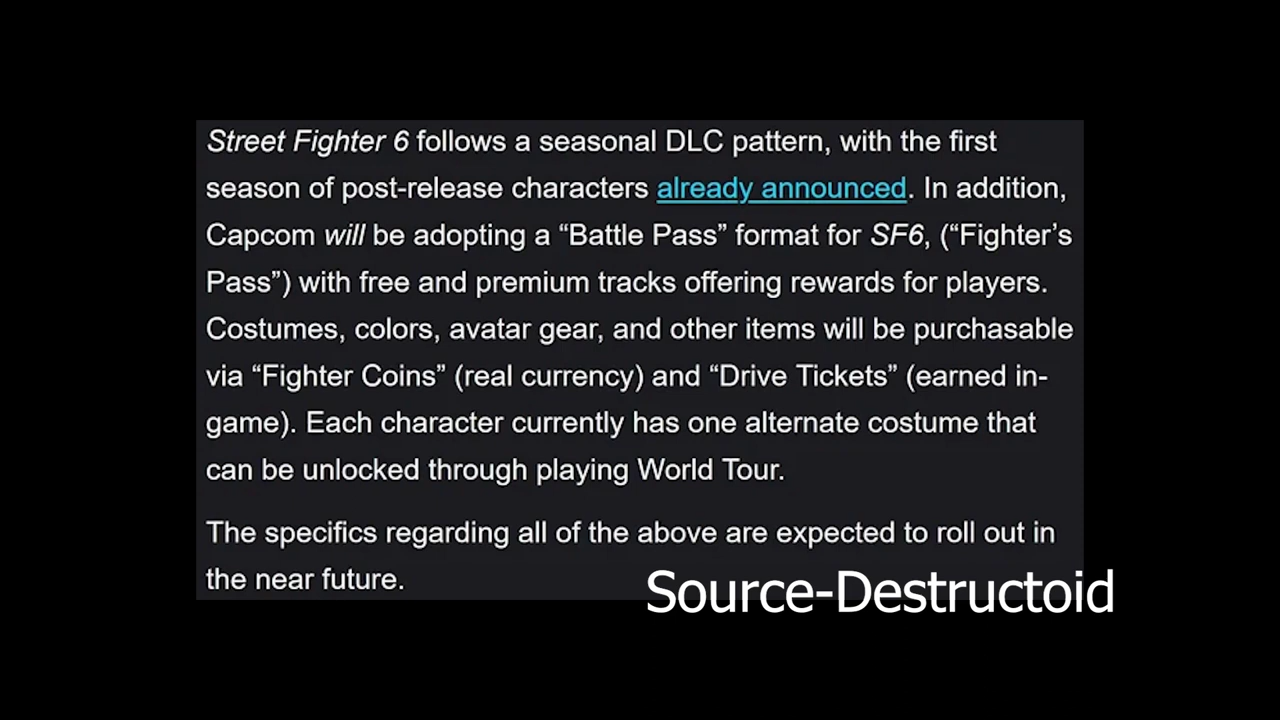 Street Fighter 6 follows a seasonal DLC pattern, with the first
season of post-release characters already announced. In addition,
Capcom will be adopting a “Battle Pass” format for SF6, (“Fighter’s
Pass”) with free and premium tracks offering rewards for players.
Costumes, colors, avatar gear, and other items will be purchasable
via “Fighter Coins” (real currency) and “Drive Tickets” (earned in-
game). Each character currently has one alternate costume that
can be unlocked through playing World Tour.
The specifics regarding all of the above are expected to roll out in
the near future.
Source-Destructoid